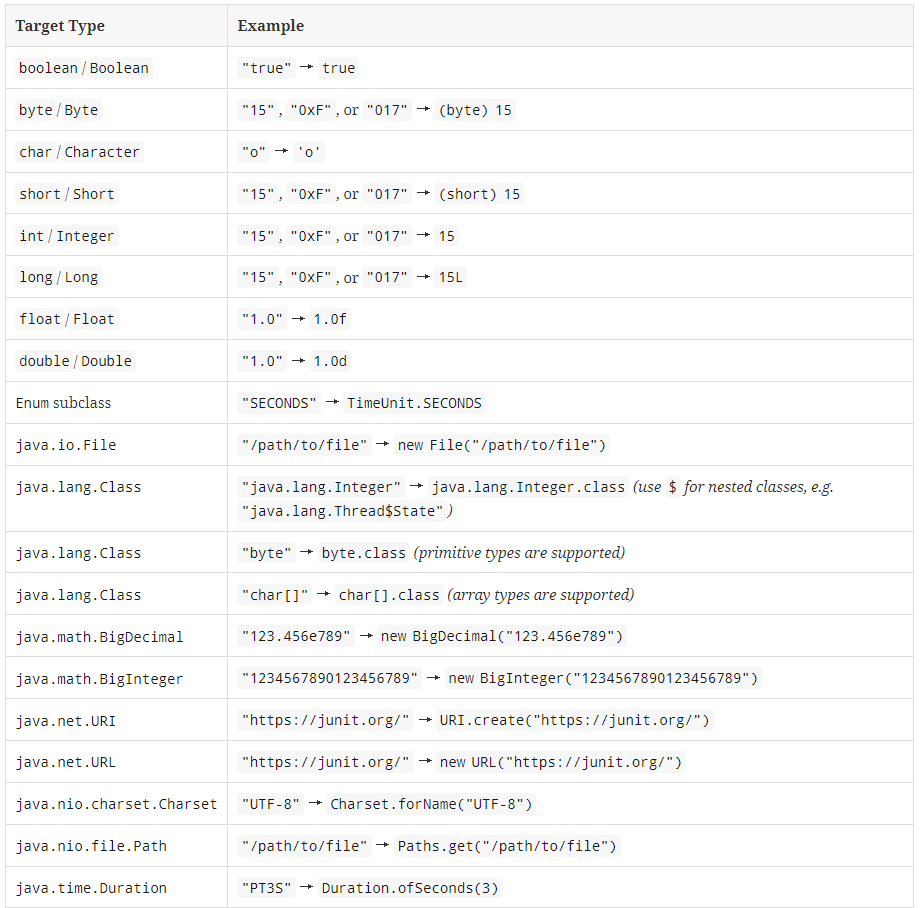 Target Type Example
boolean / Boolean "true" → true
byte / Byte "15" , "0xF" , or "017" → (byte) 15
char / Character "o" → 'o'
short / Short "15" , "0xF" , or "017" → (short) 15
int / Integer "15" , "0xF" , or "017" → 15
long / Long "15" , "0xF" , or "017" → 15L
float / Float "1.0" → 1.0f
double / Double "1.0" → 1.0d
Enum subclass "SECONDS" → TimeUnit.SECONDS
java.io.File "/path/to/file" → new File("/path/to/file")
java.lang.Class "java.lang.Integer" → java.lang.Integer.class (use $ for nested classes, e.g.
"java.lang.Thread$State" )
java.lang.Class "byte" → byte.class (primitive types are supported)
java.lang.Class "char[]" → char[].class (array types are supported)
java.math.BigDecimal "123.456e789" → new BigDecimal("123.456e789")
java.math.BigInteger "1234567890123456789" → new BigInteger("1234567890123456789")
java.net.URI "https://junit.org/" → URI.create("https://junit.org/")
java.net.URL "https://junit.org/" → new URL("https://junit.org/")
java.nio.charset.Charset "UTF-8" → Charset.forName("UTF-8")
java.nio.file.Path "/path/to/file" → Paths.get("/path/to/file")
java.time.Duration "PT3S" → Duration.ofSeconds(3)